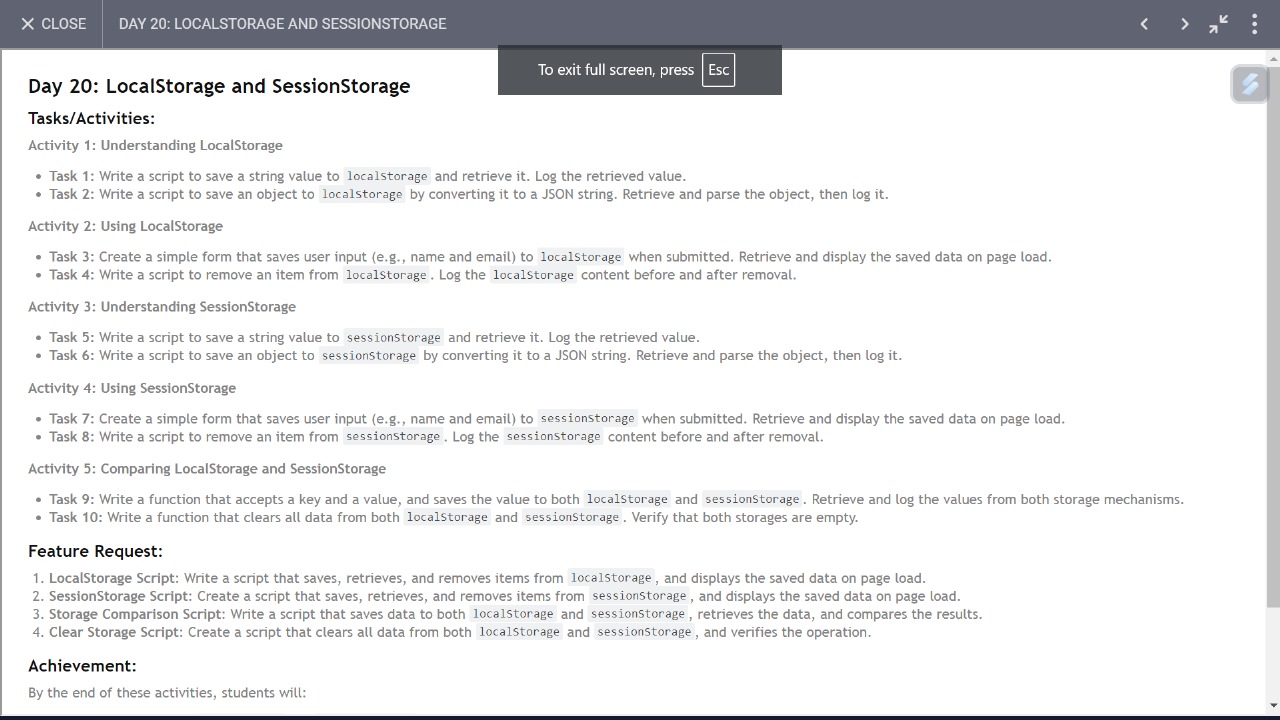 CLOSE
DAY 20: LOCALSTORAGE AND SESSIONSTORAGE
To exit full screen, press Esc
Day 20: LocalStorage and SessionStorage
Tasks/Activities:
Activity 1: Understanding LocalStorage
• Task 1: Write a script to save a string value to localStorage and retrieve it. Log the retrieved value.
• Task 2: Write a script to save an object to localStorage by converting it to a JSON string. Retrieve and parse the object, then log it.
Activity 2: Using LocalStorage
• Task 3: Create a simple form that saves user input (e.g., name and email) to localStorage when submitted. Retrieve and display the saved data on page load.
• Task 4: Write a script to remove an item from localStorage. Log the localStorage content before and after removal.
Activity 3: Understanding SessionStorage
• Task 5: Write a script to save a string value to sessionStorage and retrieve it. Log the retrieved value.
• Task 6: Write a script to save an object to sessionStorage by converting it to a JSON string. Retrieve and parse the object, then log it.
Activity 4: Using SessionStorage
• Task 7: Create a simple form that saves user input (e.g., name and email) to sessionStorage when submitted. Retrieve and display the saved data on page load.
• Task 8: Write a script to remove an item from sessionStorage. Log the sessionStorage content before and after removal.
Activity 5: Comparing LocalStorage and SessionStorage
• Task 9: Write a function that accepts a key and a value, and saves the value to both localStorage and sessionStorage. Retrieve and log the values from both storage mechanisms.
• Task 10: Write a function that clears all data from both localStorage and sessionStorage. Verify that both storages are empty.
Feature Request:
1. LocalStorage Script: Write a script that saves, retrieves, and removes items from localStorage, and displays the saved data on page load.
2. SessionStorage Script: Create a script that saves, retrieves, and removes items from sessionStorage, and displays the saved data on page load.
3. Storage Comparison Script: Write a script that saves data to both localStorage and sessionStorage, retrieves the data, and compares the results.
4. Clear Storage Script: Create a script that clears all data from both localStorage and sessionStorage, and verifies the operation.
Achievement:
By the end of these activities, students will: